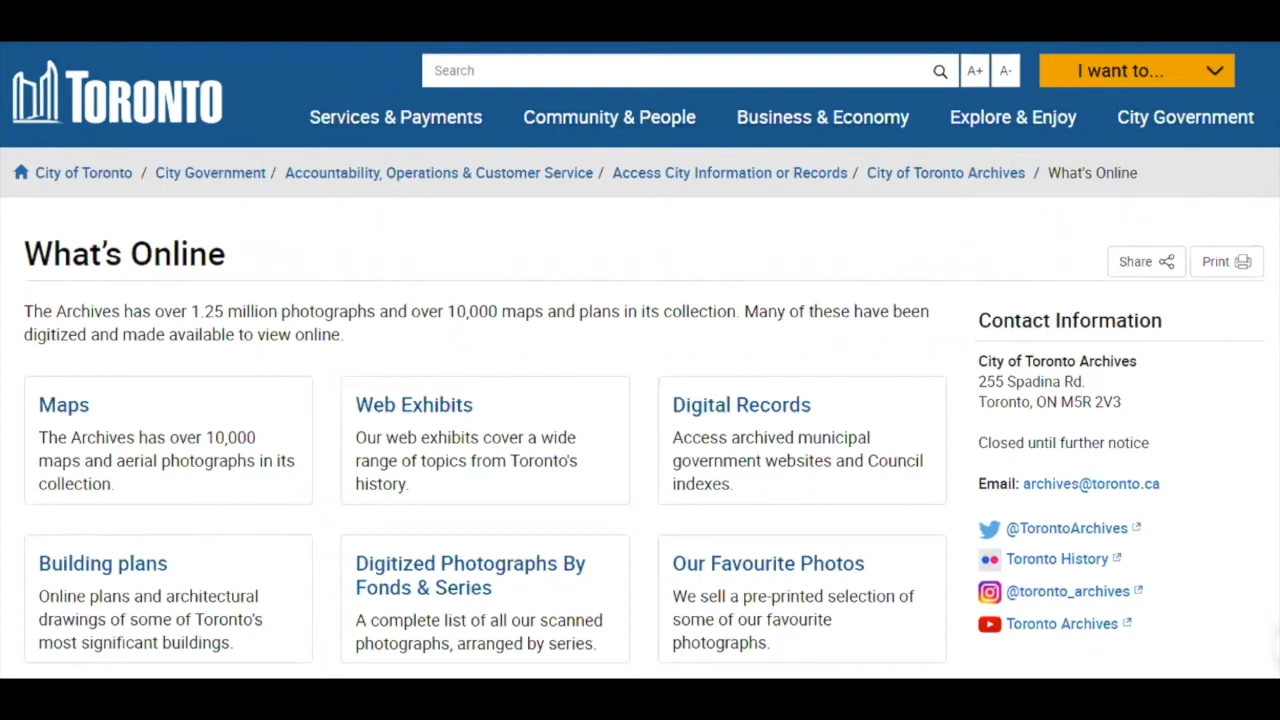 TORONTO
Search
A+
A-
I want to...
Services & Payments
Community & People
Business & Economy
Explore & Enjoy
City Government
City of Toronto / City Government / Accountability, Operations & Customer Service / Access City Information or Records / City of Toronto Archives / What's Online
What's Online
Share
Print
The Archives has over 1.25 million photographs and over 10,000 maps and plans in its collection. Many of these have been
digitized and made available to view online.
Maps
The Archives has over 10,000
maps and aerial photographs in its
collection.
Web Exhibits
Our web exhibits cover a wide
range of topics from Toronto's
history.
Digital Records
Access archived municipal
government websites and Council
indexes.
Building plans
Online plans and architectural
drawings of some of Toronto's
most significant buildings.
Digitized Photographs By
Fonds & Series
A complete list of all our scanned
photographs, arranged by series.
Our Favourite Photos
We sell a pre-printed selection of
some of our favourite
photographs.
Contact Information
City of Toronto Archives
255 Spadina Rd.
Toronto, ON M5R 2V3
Closed until further notice
Email: archives@toronto.ca
@TorontoArchives
Toronto History
@toronto_archives
Toronto Archives